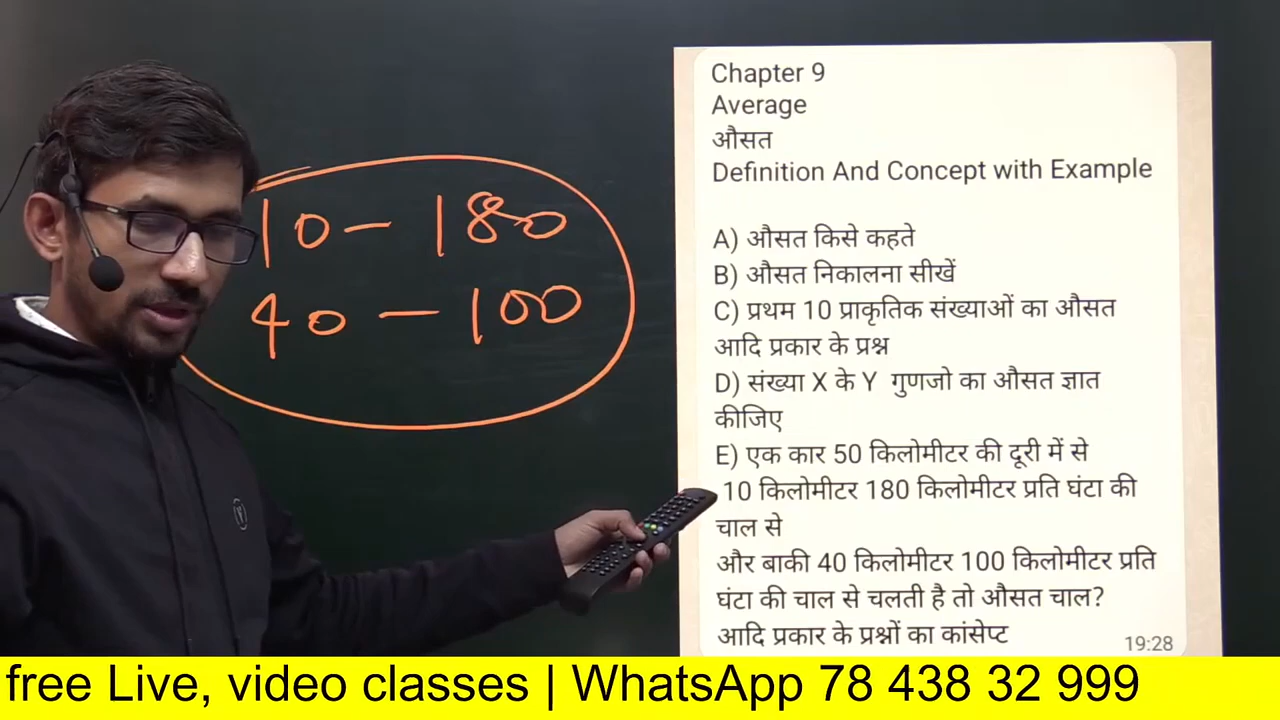 10 - 180
40 - 100
Chapter 9
Average
औसत
Definition And Concept with Example
A) औसत किसे कहते
B) औसत निकालना सीखें
C) प्रथम 10 प्राकृतिक संख्याओं का औसत
आदि प्रकार के प्रश्न
D) संख्या X के Y गुणजो का औसत ज्ञात
कीजिए
E) एक कार 50 किलोमीटर की दूरी में से
10 किलोमीटर 180 किलोमीटर प्रति घंटा की
चाल से
और बाकी 40 किलोमीटर 100 किलोमीटर प्रति
घंटा की चाल से चलती है तो औसत चाल?
आदि प्रकार के प्रश्नों का कांसेप्ट
19:28
free Live, video classes | WhatsApp 78 438 32 999